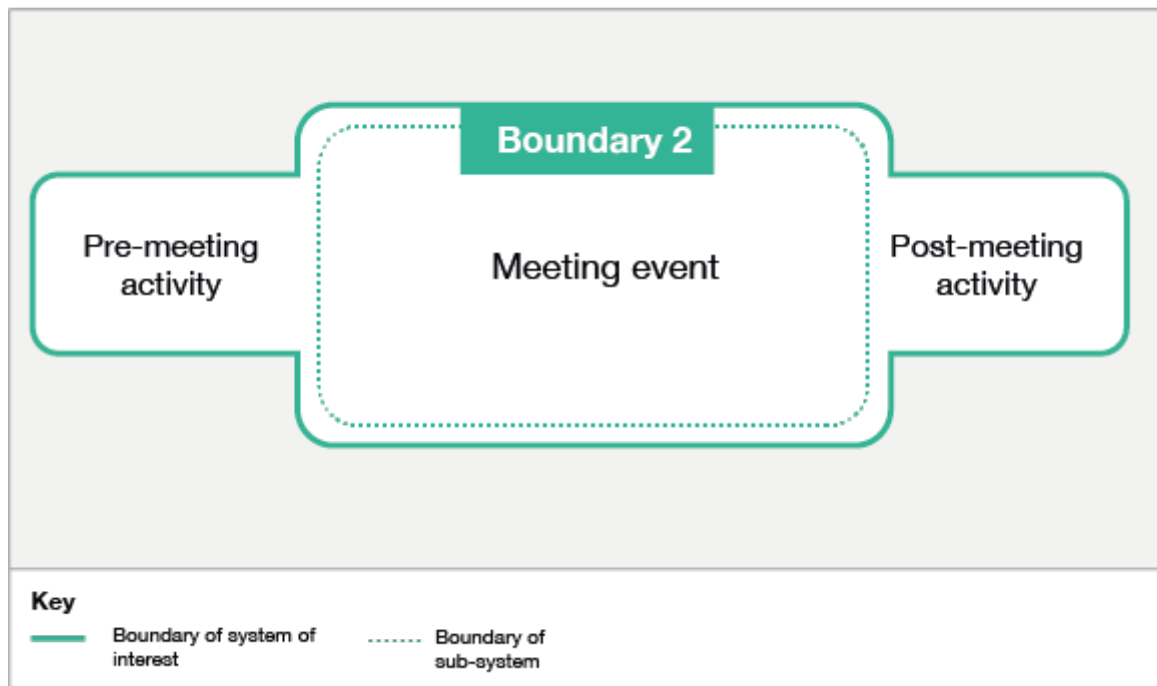 Boundary 2
Pre-meeting
activity
Meeting event
Post-meeting
activity
Key
Boundary of system of
interest
Boundary of
sub-system